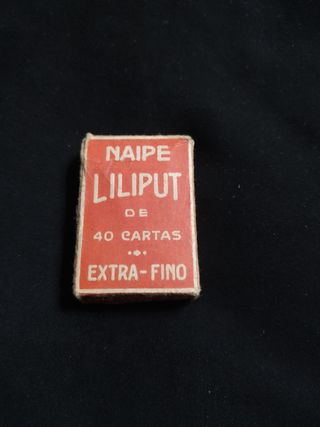 NAIPE
LILIPUT
DE
40 CARTAS
EXTRA-FINO